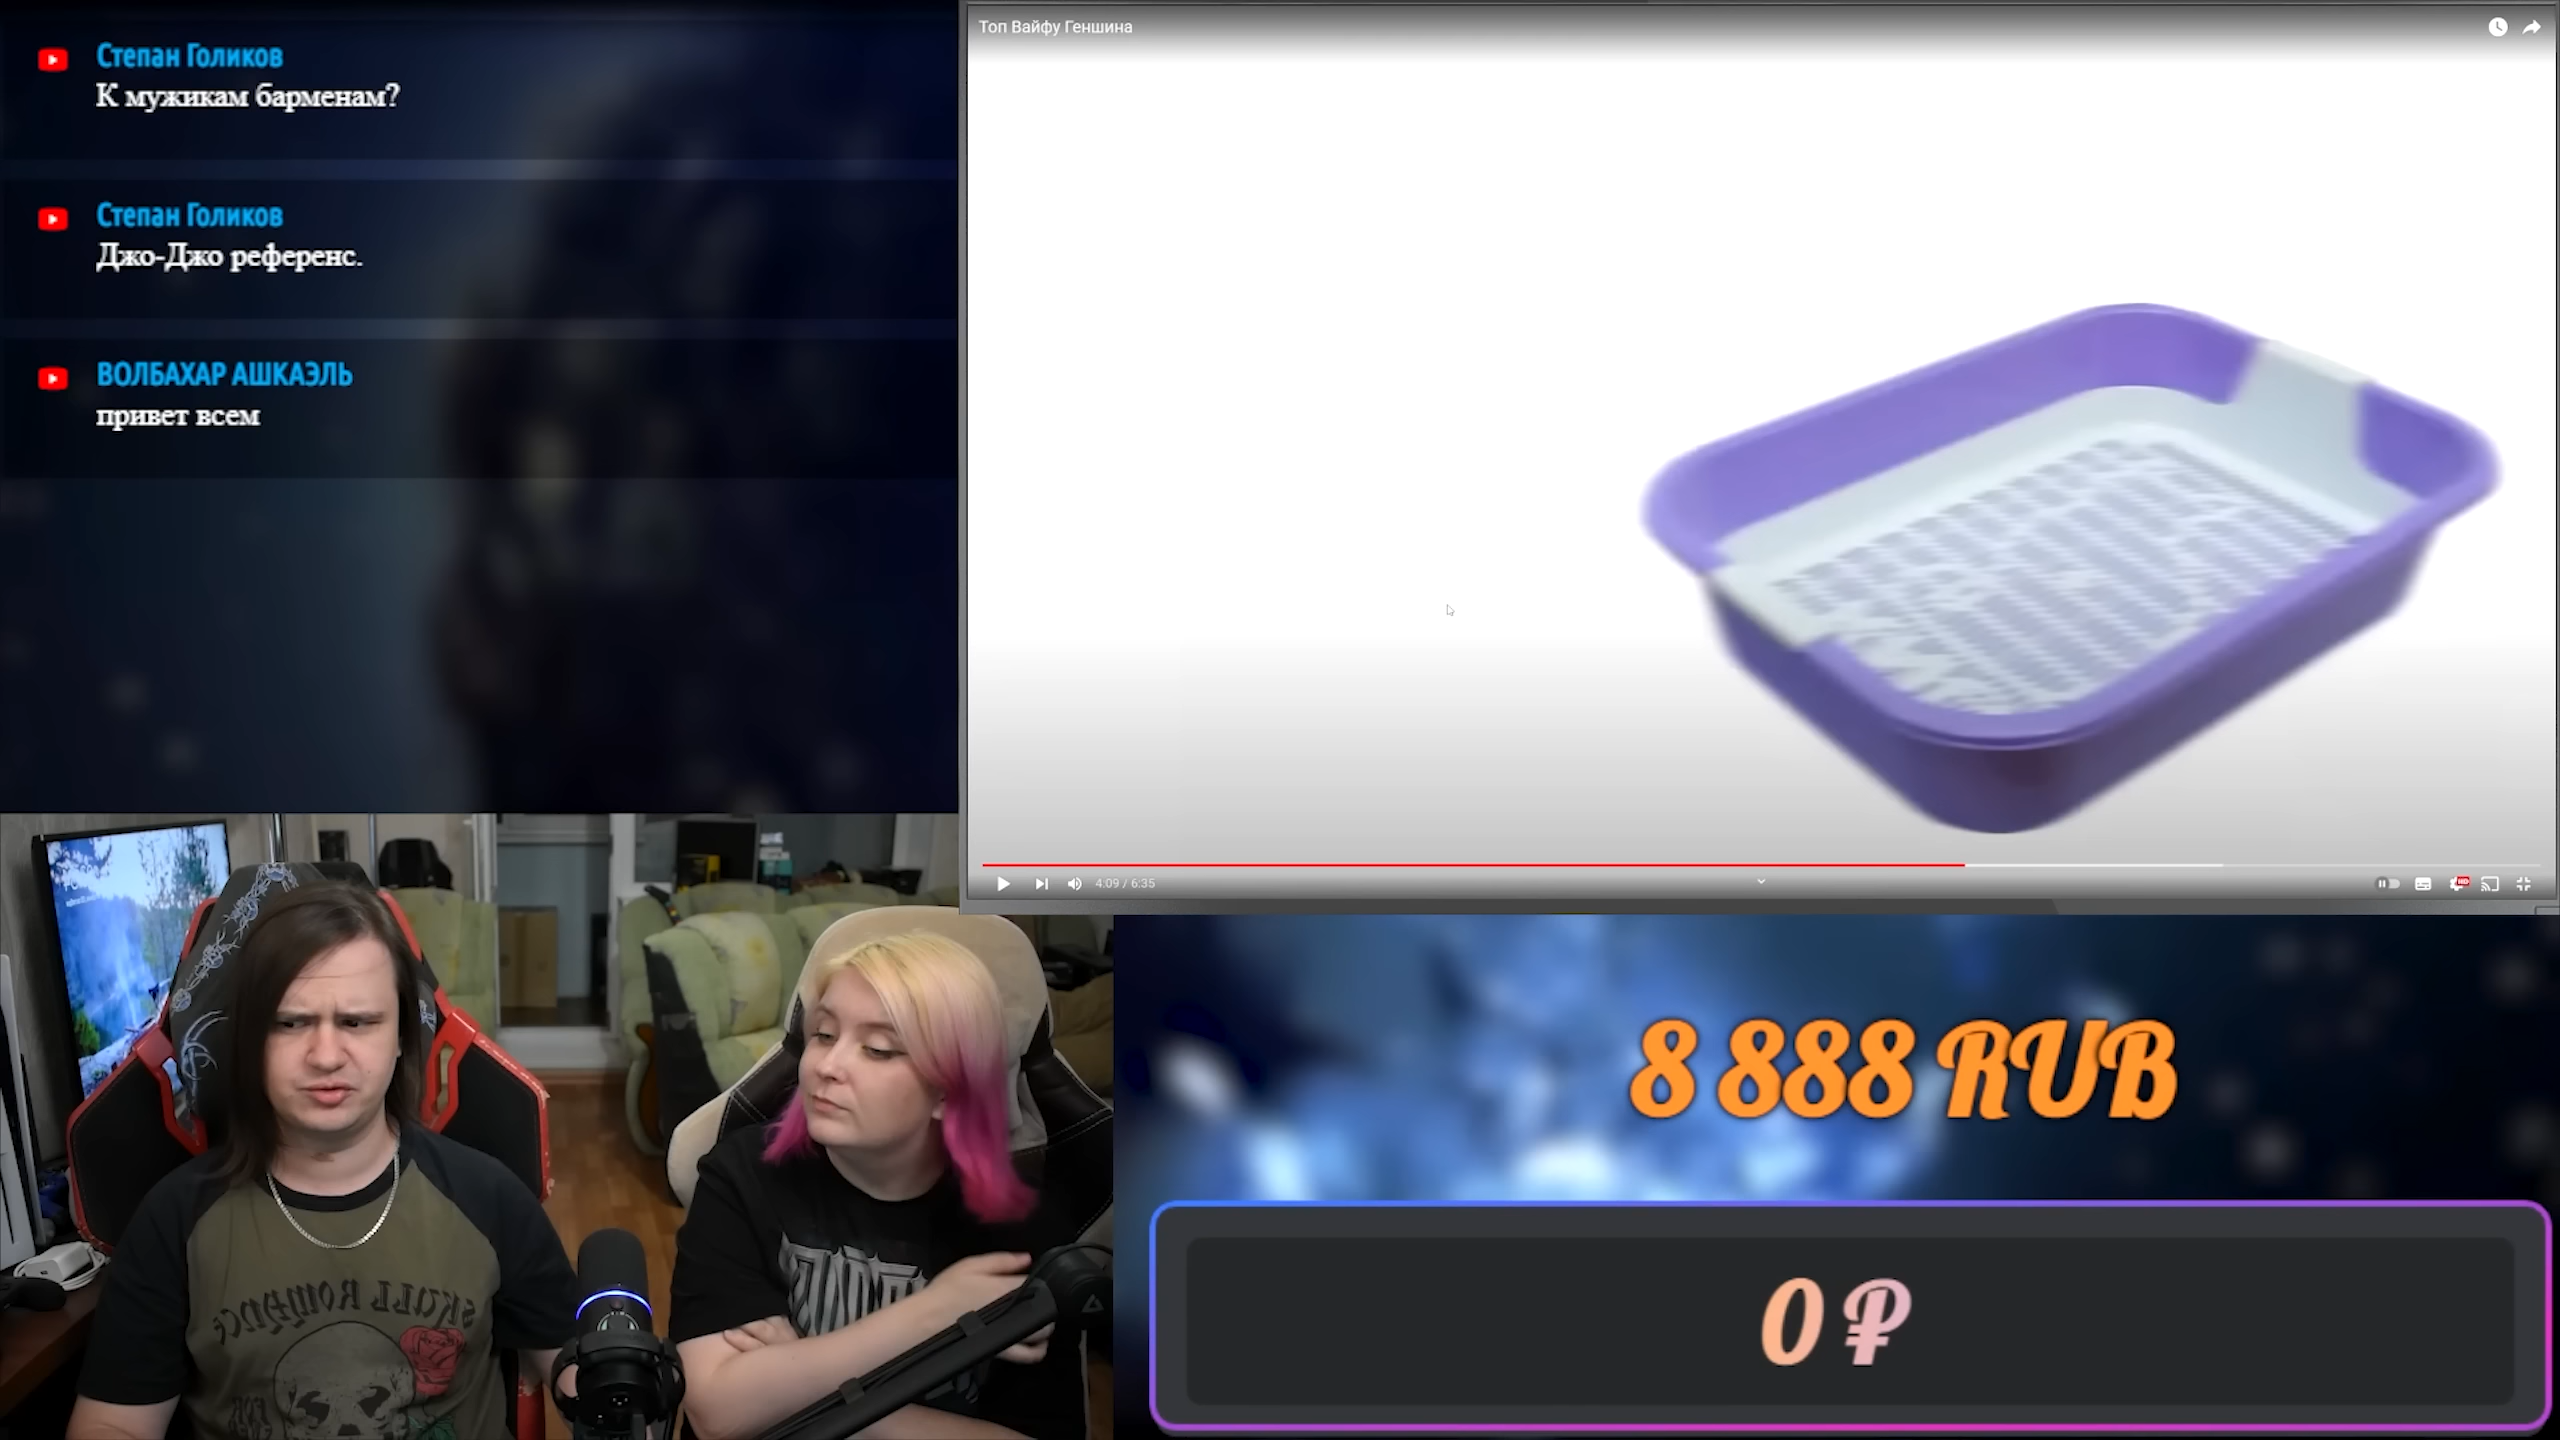 Степан Голиков
К мужикам барменам?
Степан Голиков
Джо-Джо референс.
ВОЛБАХАР АШКАЭЛЬ
привет всем
Топ Вайфу Геншина
4:09 / 6:35
HD
8 888 RUB
0 ₽